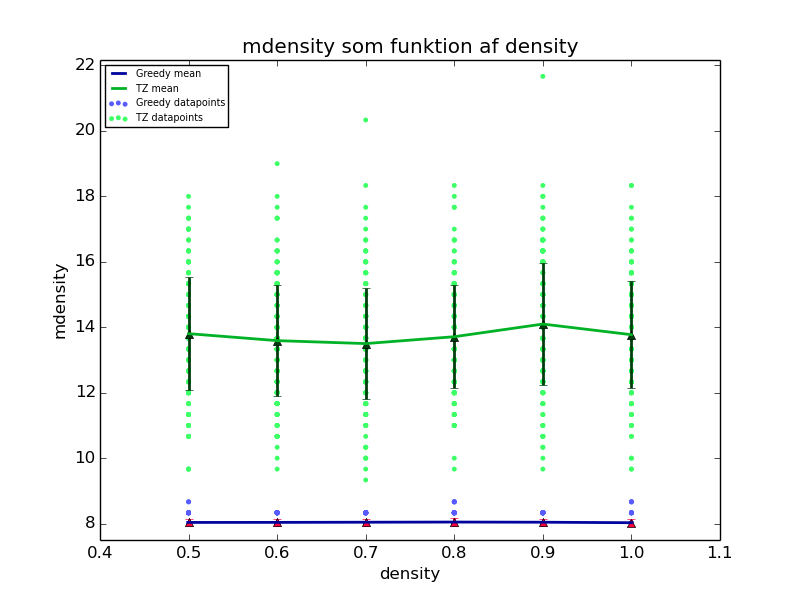 mdensity som funktion af density
Greedy mean
TZ mean
Greedy datapoints
TZ datapoints
22
20
18
16
14
12
10
8
mdensity
0.4 0.5 0.6 0.7 0.8 0.9 1.0 1.1
density